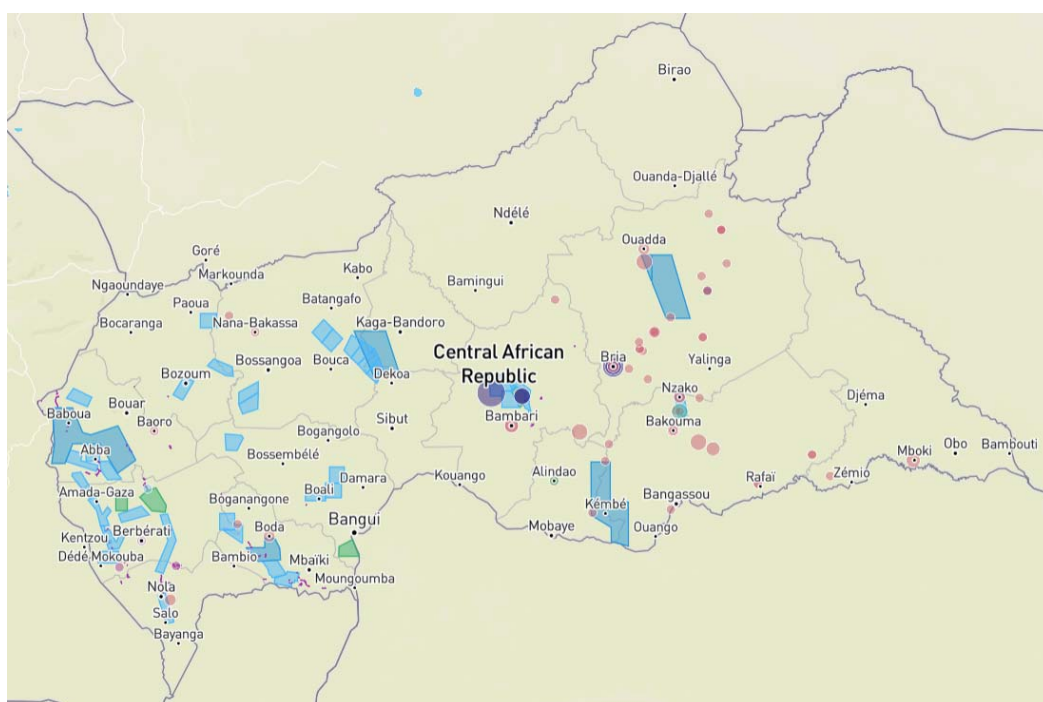 Birao
Ouanda-Djallé
Ndélé
Ouadda
Goré
Kabo
Markounda
Bamingui
Ngaoundaye
Paoua
Batangafo
Bocaranga
Nana-Bakassa
Kaga-Bandoro
Central African
Republic
Bria
Yalinga
Bossangoa
Bouca
Dekoa
Bozoum
Nzako
Djéma
Bouar
Baboua
Baoro
Sibut
Bambari
Bakouma
Bogangolo
Abba
Bossembélé
Mboki
Obo
Bambouti
Kouango
Alindao
Rafaï
Zémio
Damara
Boali
Amada-Gaza
Bóganangone
Bangassou
Kémbé
Bangui
Boda
Mobaye
Ouango
Berbérati
Kentzou
Dédé Mokouba
Bambio
Mbaïki
Moungoumba
Nola
Salo
Bayanga